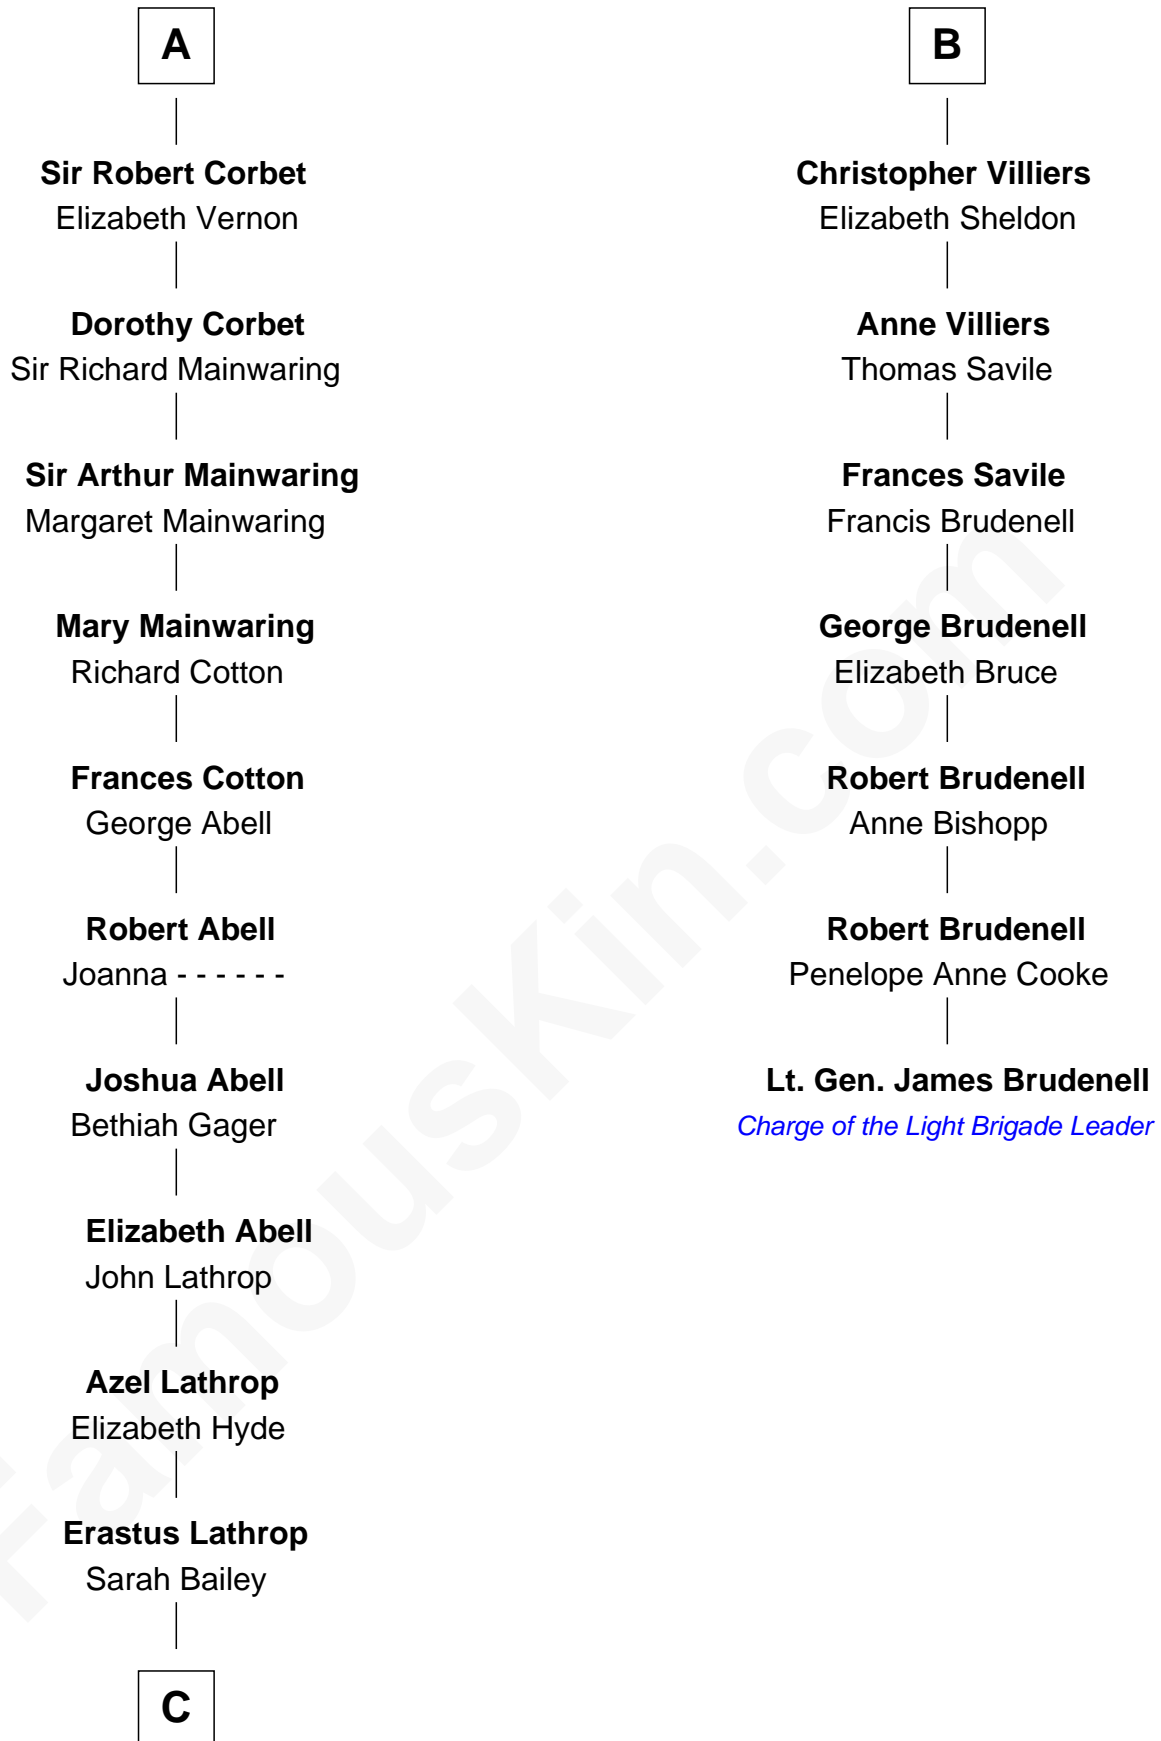 A
Sir Robert Corbet
Elizabeth Vernon
Dorothy Corbet
Sir Richard Mainwaring
Sir Arthur Mainwaring
Margaret Mainwaring
Mary Mainwaring
Richard Cotton
Frances Cotton
George Abell
Robert Abell
Joanna - - - - - -
Joshua Abell
Bethiah Gager
Elizabeth Abell
John Lathrop
Azel Lathrop
Elizabeth Hyde
Erastus Lathrop
Sarah Bailey
C
B
Christopher Villiers
Elizabeth Sheldon
Anne Villiers
Thomas Savile
Frances Savile
Francis Brudenell
George Brudenell
Elizabeth Bruce
Robert Brudenell
Anne Bishopp
Robert Brudenell
Penelope Anne Cooke
Lt. Gen. James Brudenell
Charge of the Light Brigade Leader
FamousKin.com